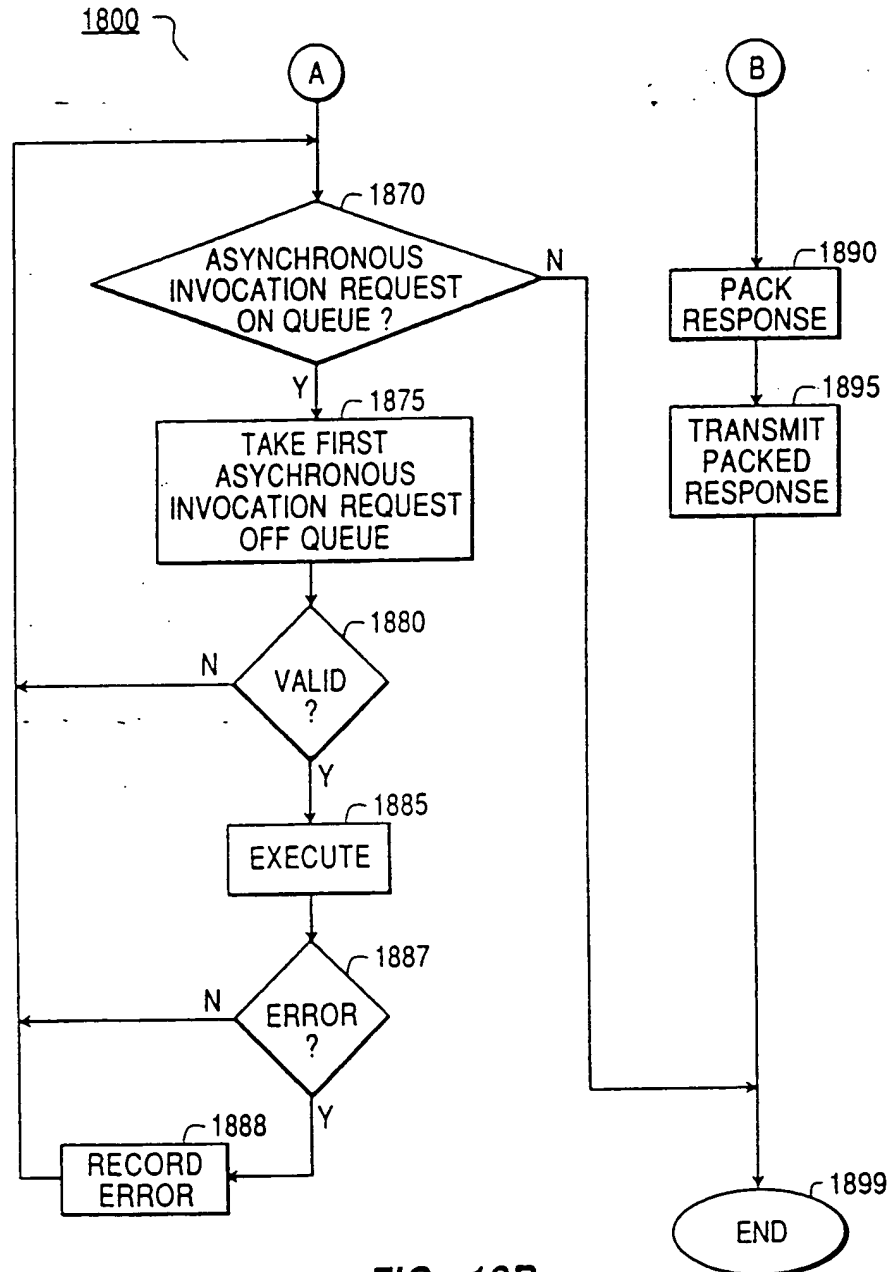 1800
A
B
1870
ASYNCHRONOUS
INVOCATION REQUEST
ON QUEUE ?
N
Y
1875
TAKE FIRST
ASYCHRONOUS
INVOCATION REQUEST
OFF QUEUE
1880
VALID
?
N
Y
1885
EXECUTE
1887
ERROR
?
N
Y
1888
RECORD
ERROR
1890
PACK
RESPONSE
1895
TRANSMIT
PACKED
RESPONSE
1899
END